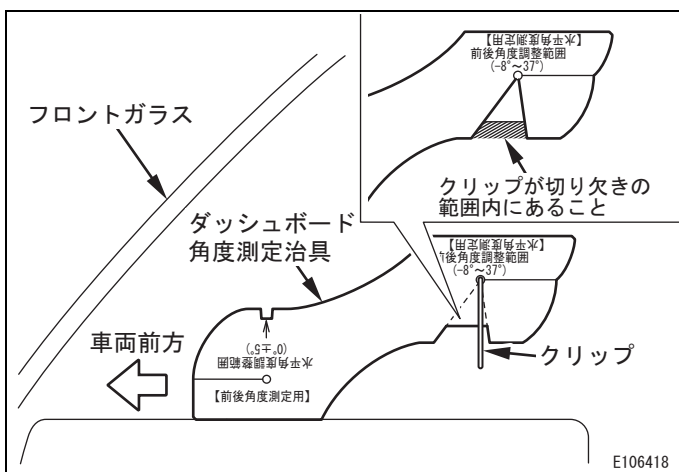 【水平角度測定用】
前後角度調整範囲
(-8°~37°)
フロントガラス
クリップが切り欠きの
範囲内にあること
ダッシュボード
角度測定治具
【水平角度測定用】
前後角度調整範囲
(-8°~37°)
車両前方
(0°±5°)
水平角度調整範囲
【前後角度測定用】
クリップ
E106418